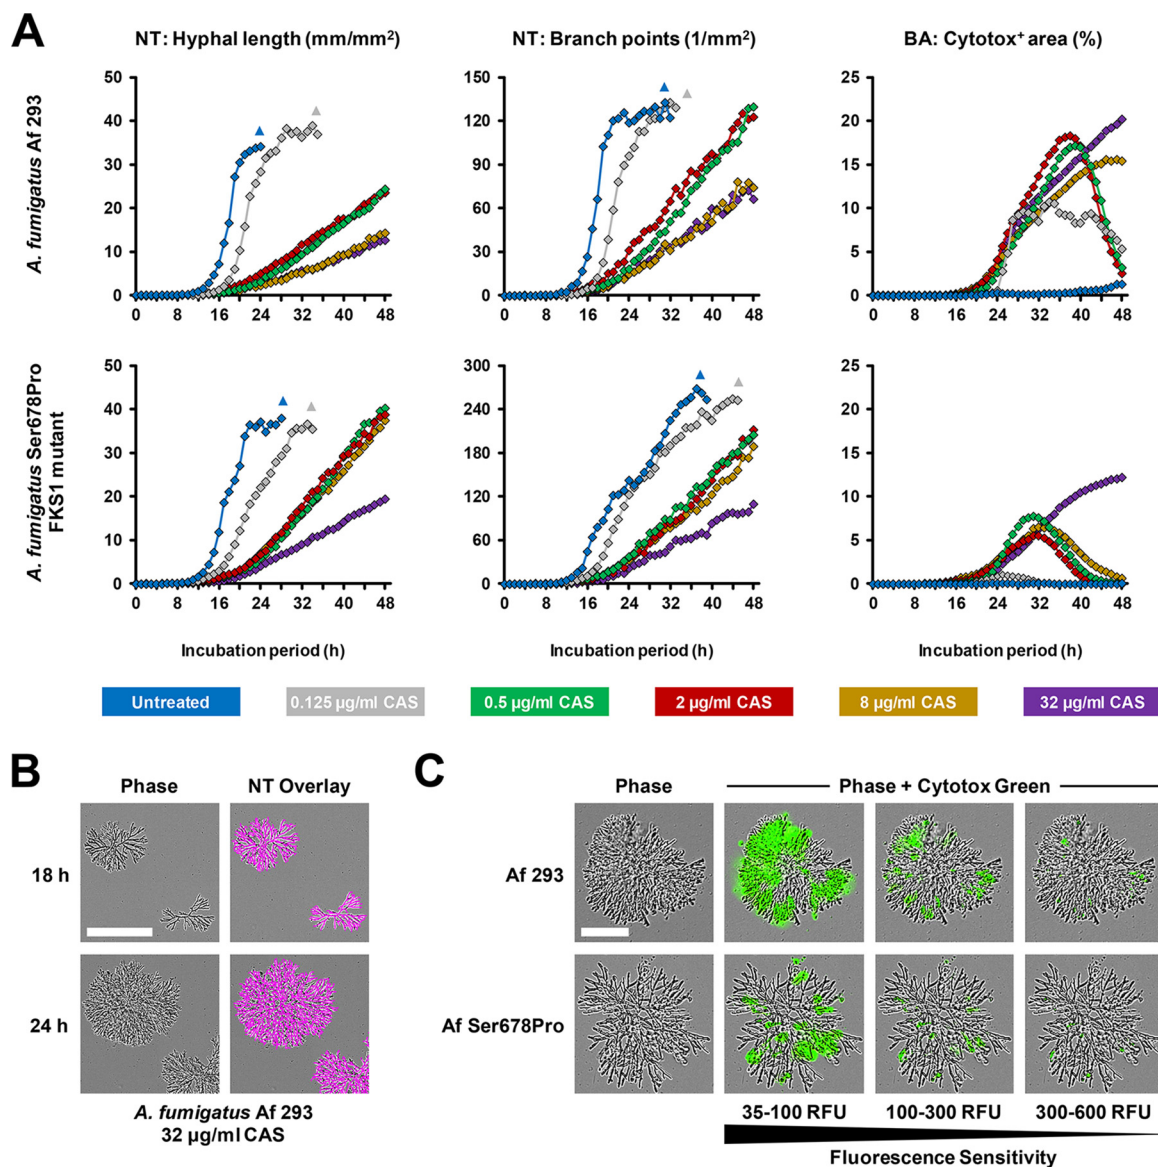 A
NT: Hyphal length (mm/mm²)
NT: Branch points (1/mm²)
BA: Cytotox⁺ area (%)
A. fumigatus Af 293
50
40
30
20
10
0
0 8 16 24 32 40 48
150
120
90
60
30
0
0 8 16 24 32 40 48
25
20
15
10
5
0
0 8 16 24 32 40 48
A. fumigatus Ser678Pro
FKS1 mutant
50
40
30
20
10
0
0 8 16 24 32 40 48
300
240
180
120
60
0
0 8 16 24 32 40 48
25
20
15
10
5
0
0 8 16 24 32 40 48
Incubation period (h)
Incubation period (h)
Incubation period (h)
Untreated
0.125 µg/ml CAS
0.5 µg/ml CAS
2 µg/ml CAS
8 µg/ml CAS
32 µg/ml CAS
B
Phase
NT Overlay
18 h
24 h
A. fumigatus Af 293
32 µg/ml CAS
C
Phase
Phase + Cytotox Green
Af 293
Af Ser678Pro
35-100 RFU
100-300 RFU
300-600 RFU
Fluorescence Sensitivity